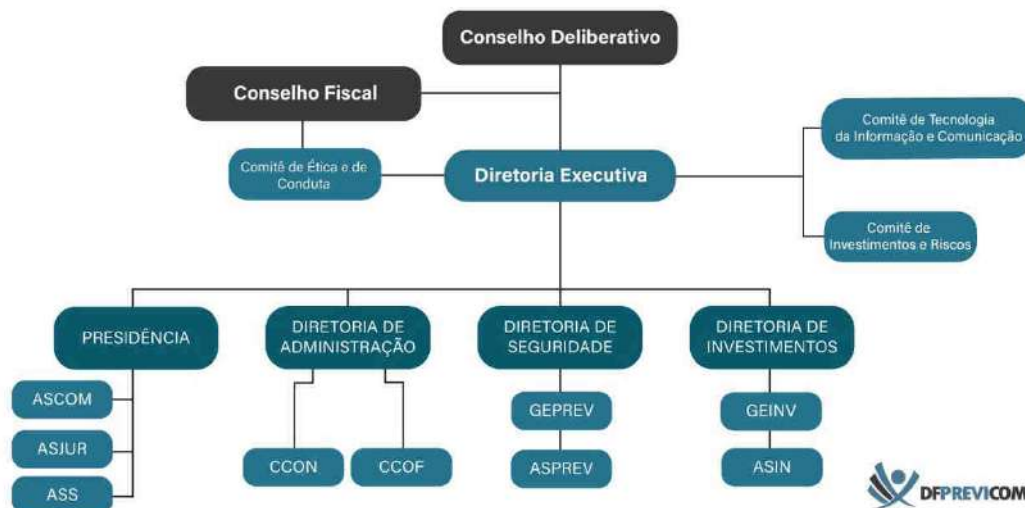 Conselho Deliberativo
Conselho Fiscal
Comitê de Tecnologia
da Informação e Comunicação
Comitê de Ética e de
Conduta
Diretoria Executiva
Comitê de
Investimentos e Riscos
PRESIDÊNCIA
DIRETORIA DE
ADMINISTRAÇÃO
DIRETORIA DE
SEGURIDADE
DIRETORIA DE
INVESTIMENTOS
ASCOM
ASJUR
ASS
CCON
CCOF
GEPREV
ASPREV
GEINV
ASIN
DFPREVICOM